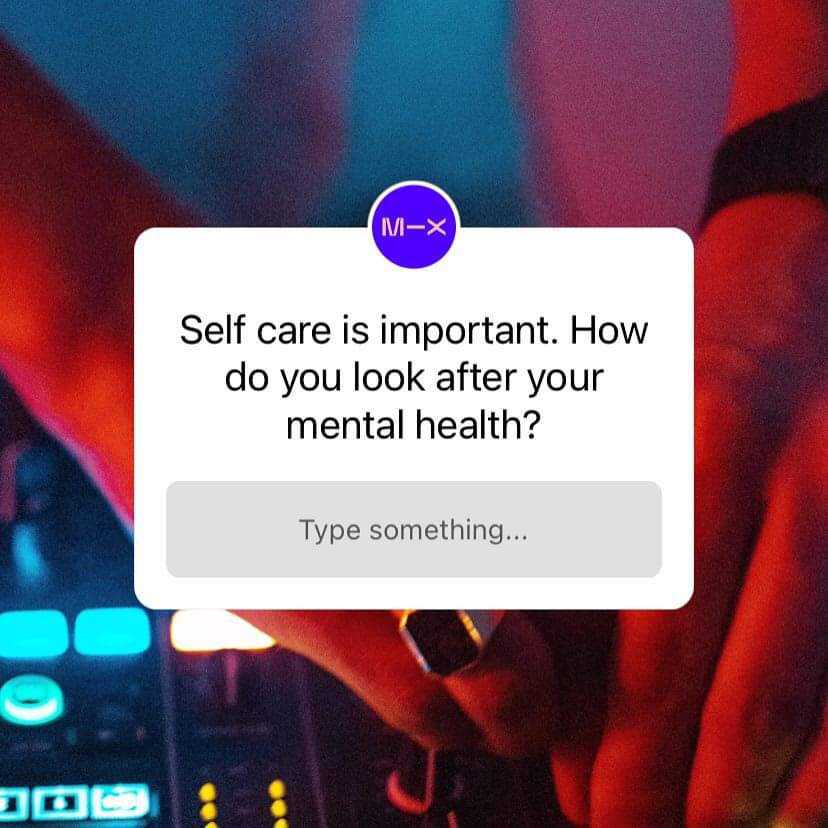 M—X
Self care is important. How
do you look after your
mental health?
Type something...